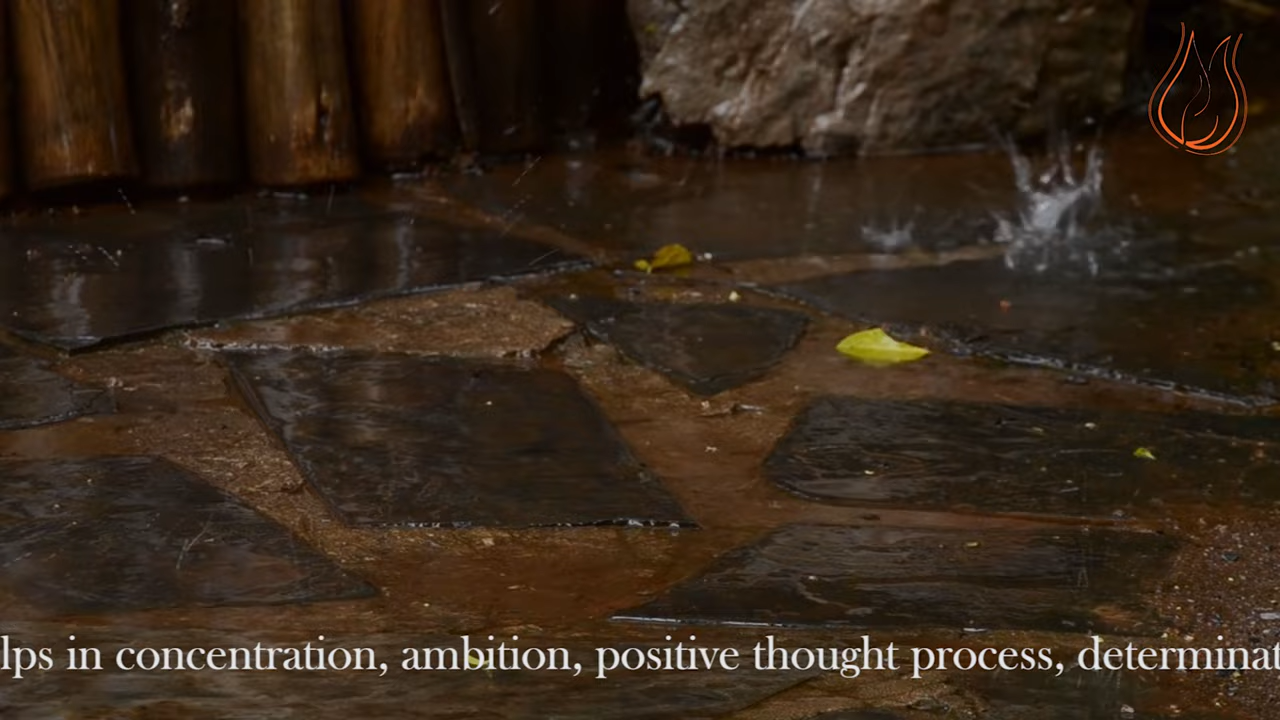 lps in concentration, ambition, positive thought process, determinat